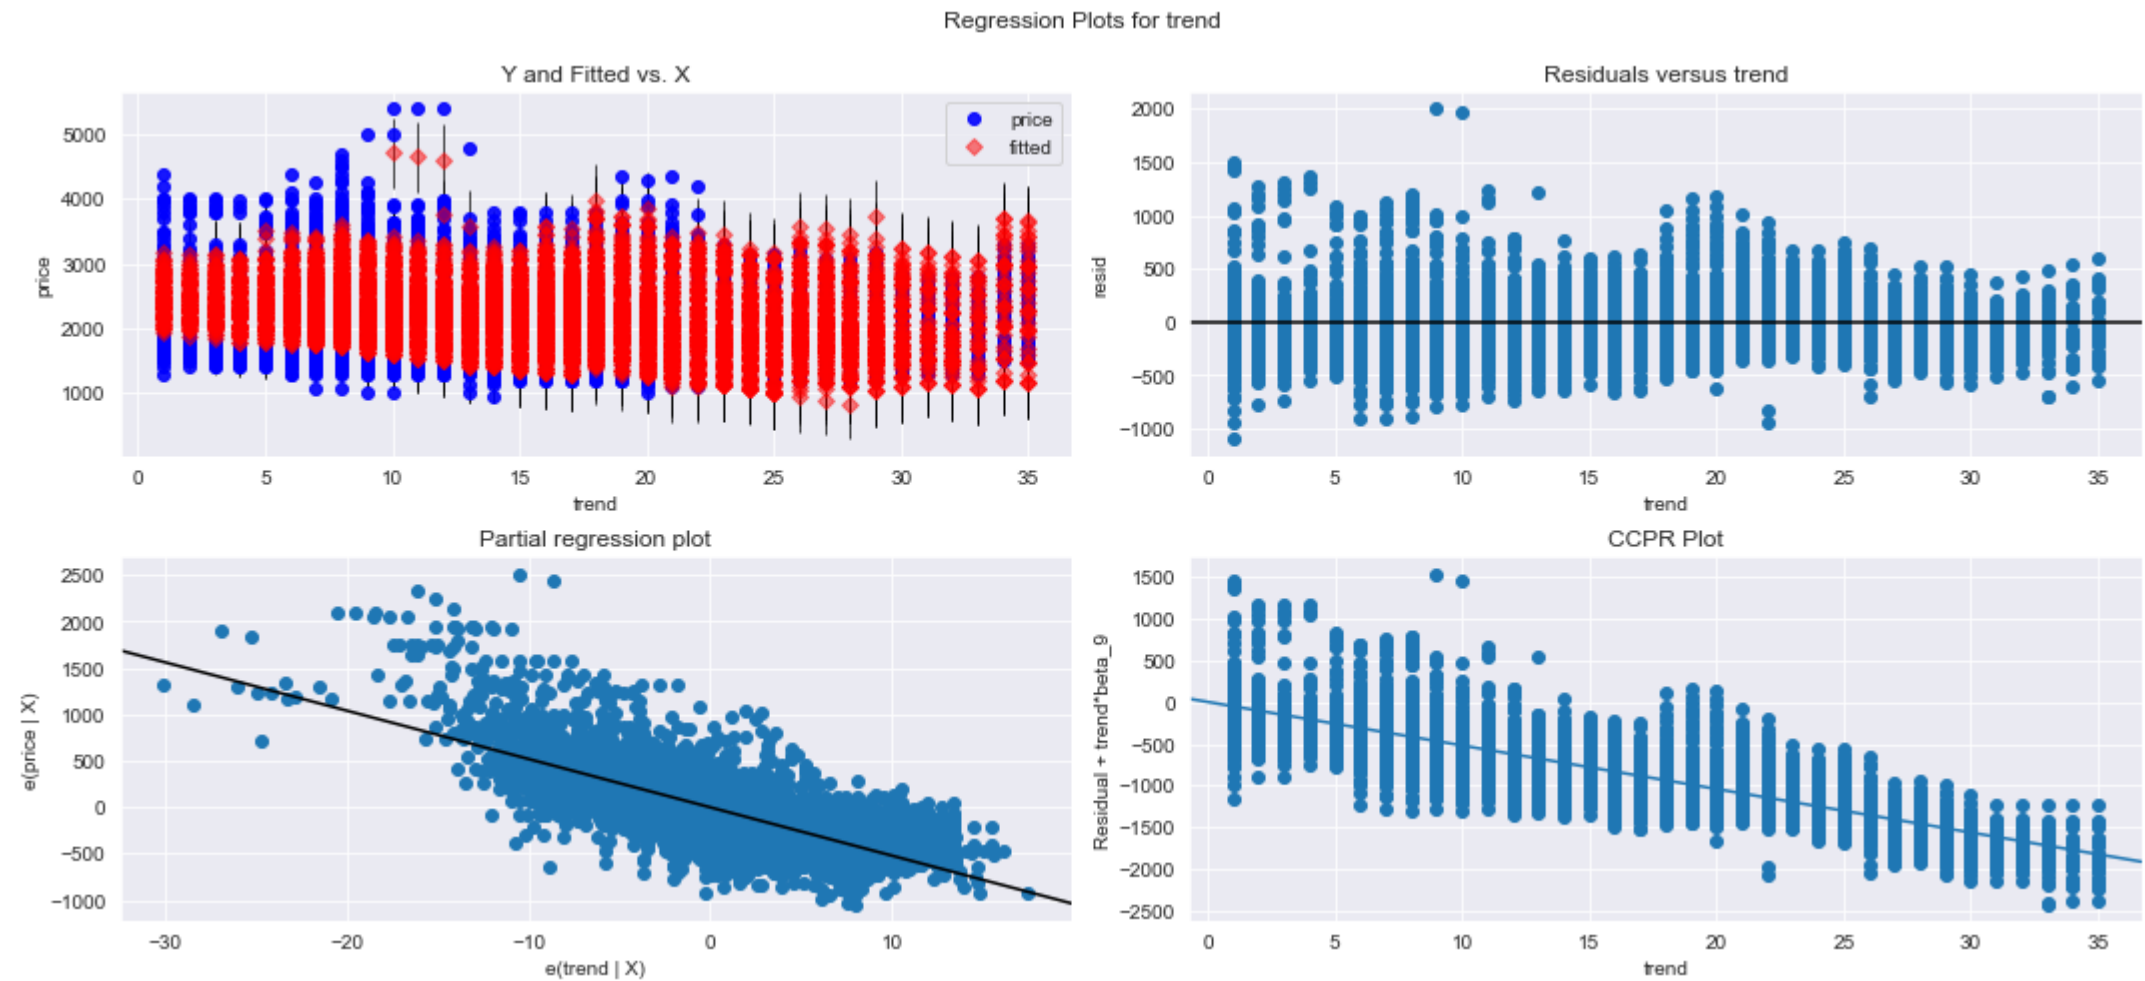 Regression Plots for trend
Y and Fitted vs. X
5000
4000
3000
2000
1000
price
price
fitted
0 5 10 15 20 25 30 35
trend
Residuals versus trend
2000
1500
1000
500
0
−500
−1000
resid
0 5 10 15 20 25 30 35
trend
Partial regression plot
2500
2000
1500
1000
500
0
−500
−1000
e(price | X)
−30 −20 −10 0 10
e(trend | X)
CCPR Plot
1500
1000
500
0
−500
−1000
−1500
−2000
−2500
Residual + trend*beta_9
0 5 10 15 20 25 30 35
trend